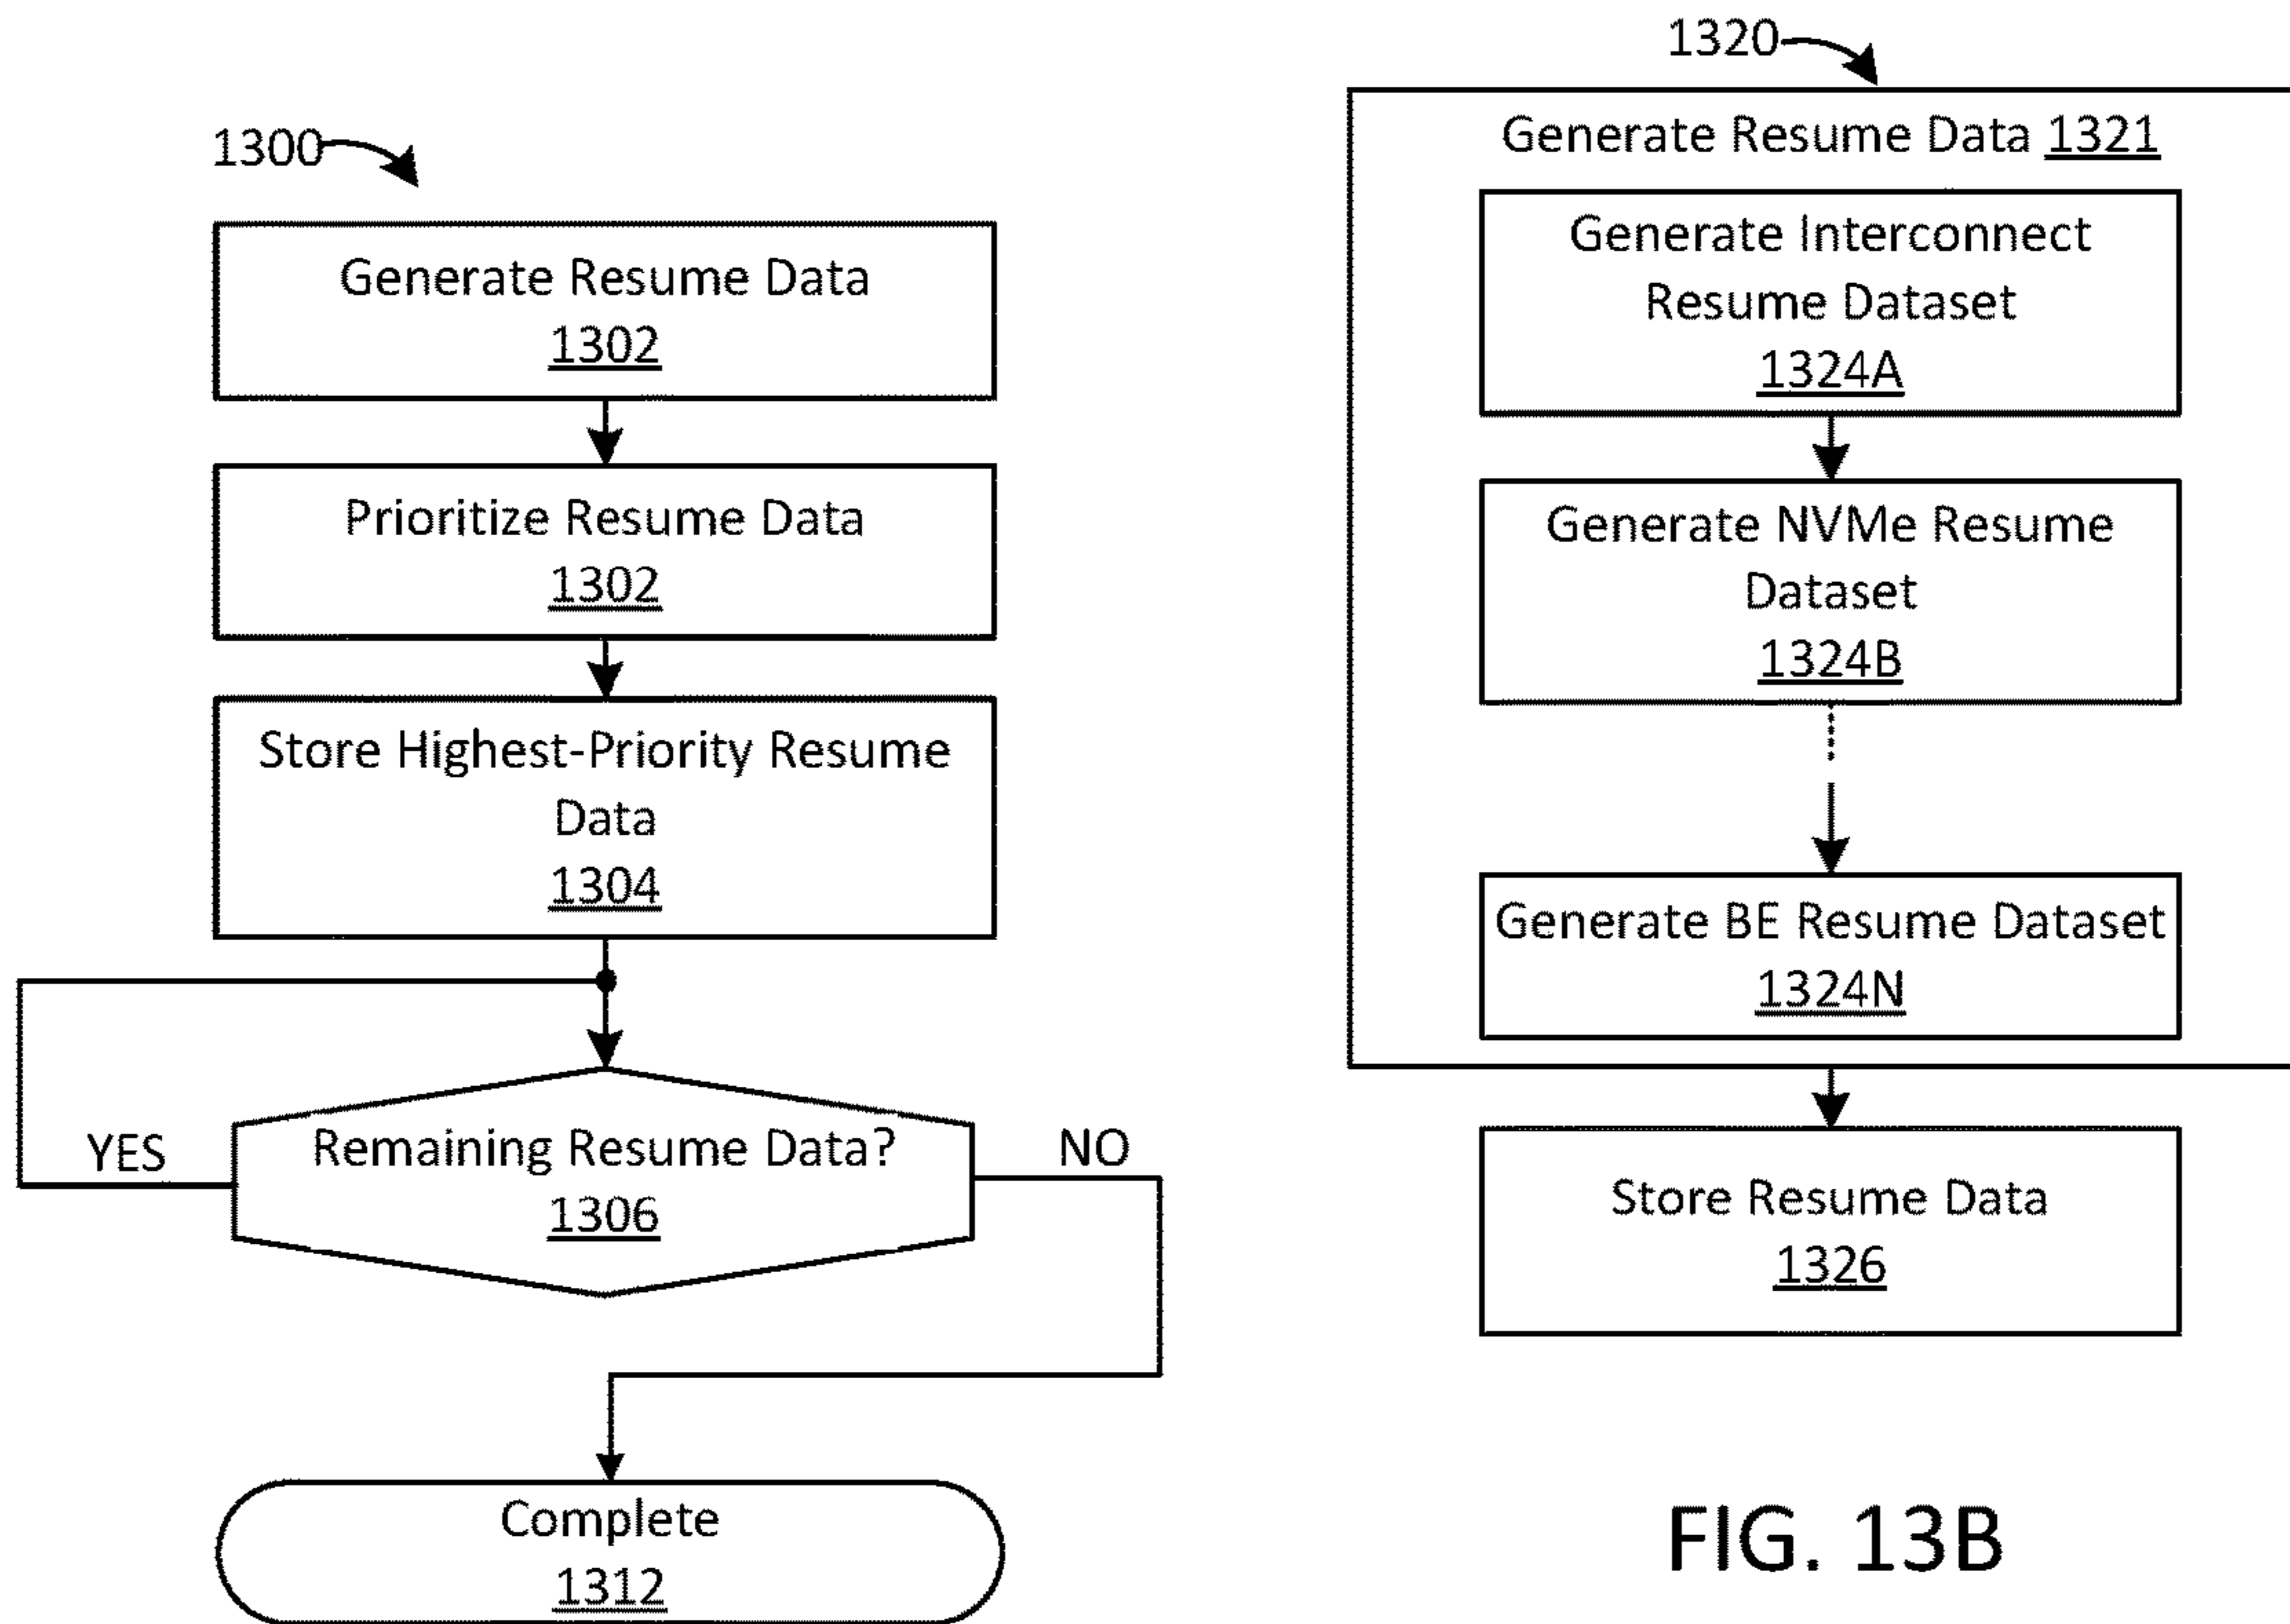 1300
Generate Resume Data
1302
Prioritize Resume Data
1302
Store Highest-Priority Resume
Data
1304
YES
Remaining Resume Data?
1306
NO
Complete
1312
1320
Generate Resume Data 1321
Generate Interconnect
Resume Dataset
1324A
Generate NVMe Resume
Dataset
1324B
Generate BE Resume Dataset
1324N
Store Resume Data
1326
FIG. 13B